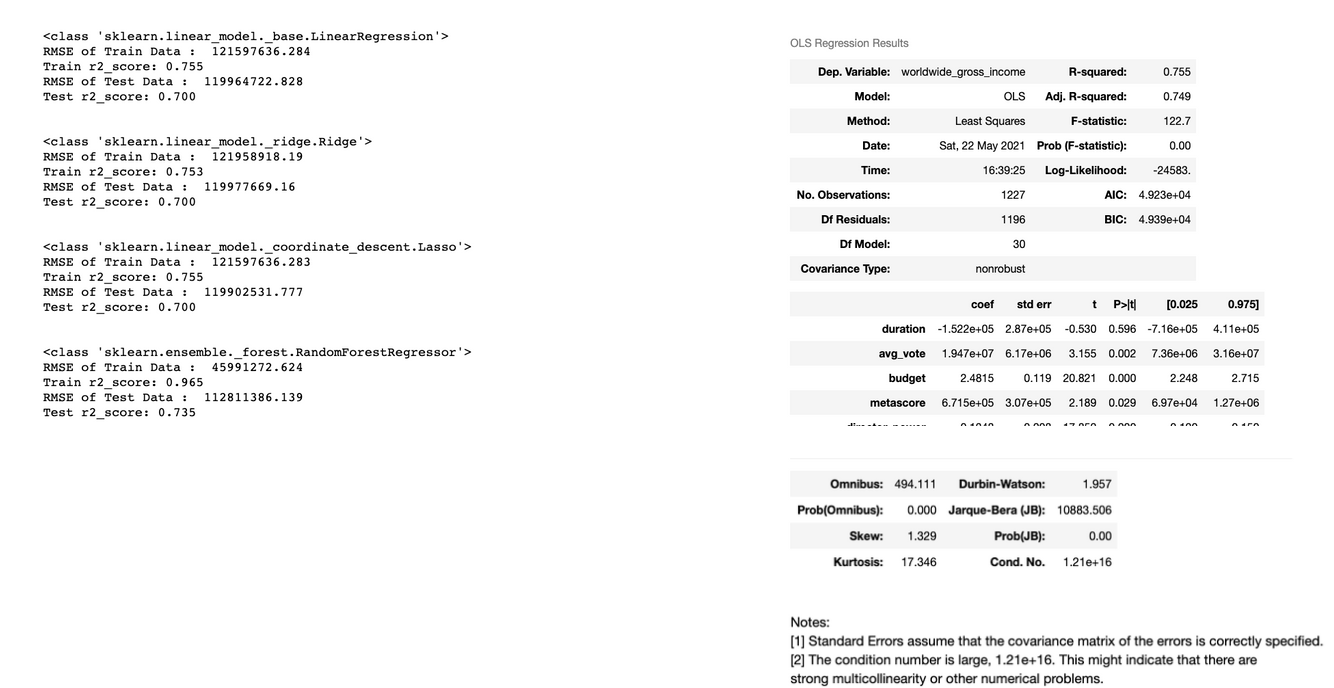 <class 'sklearn.linear_model._base.LinearRegression'>
RMSE of Train Data :  121597636.284
Train r2_score: 0.755
RMSE of Test Data :  119964722.828
Test r2_score: 0.700
<class 'sklearn.linear_model._ridge.Ridge'>
RMSE of Train Data :  121958918.19
Train r2_score: 0.753
RMSE of Test Data :  119977669.16
Test r2_score: 0.700
<class 'sklearn.linear_model._coordinate_descent.Lasso'>
RMSE of Train Data :  121597636.283
Train r2_score: 0.755
RMSE of Test Data :  119902531.777
Test r2_score: 0.700
<class 'sklearn.ensemble._forest.RandomForestRegressor'>
RMSE of Train Data :  45991272.624
Train r2_score: 0.965
RMSE of Test Data :  112811386.139
Test r2_score: 0.735
OLS Regression Results
Dep. Variable: worldwide_gross_income R-squared: 0.755
Model: OLS Adj. R-squared: 0.749
Method: Least Squares F-statistic: 122.7
Date: Sat, 22 May 2021 Prob (F-statistic): 0.00
Time: 16:39:25 Log-Likelihood: -24583.
No. Observations: 1227 AIC: 4.923e+04
Df Residuals: 1196 BIC: 4.939e+04
Df Model: 30
Covariance Type: nonrobust
coef std err t P>|t| [0.025 0.975]
duration -1.522e+05 2.87e+05 -0.530 0.596 -7.16e+05 4.11e+05
avg_vote 1.947e+07 6.17e+06 3.155 0.002 7.36e+06 3.16e+07
budget 2.4815 0.119 20.821 0.000 2.248 2.715
metascore 6.715e+05 3.07e+05 2.189 0.029 6.97e+04 1.27e+06
Omnibus: 494.111 Durbin-Watson: 1.957
Prob(Omnibus): 0.000 Jarque-Bera (JB): 10883.506
Skew: 1.329 Prob(JB): 0.00
Kurtosis: 17.346 Cond. No. 1.21e+16
Notes:
[1] Standard Errors assume that the covariance matrix of the errors is correctly specified.
[2] The condition number is large, 1.21e+16. This might indicate that there are
strong multicollinearity or other numerical problems.